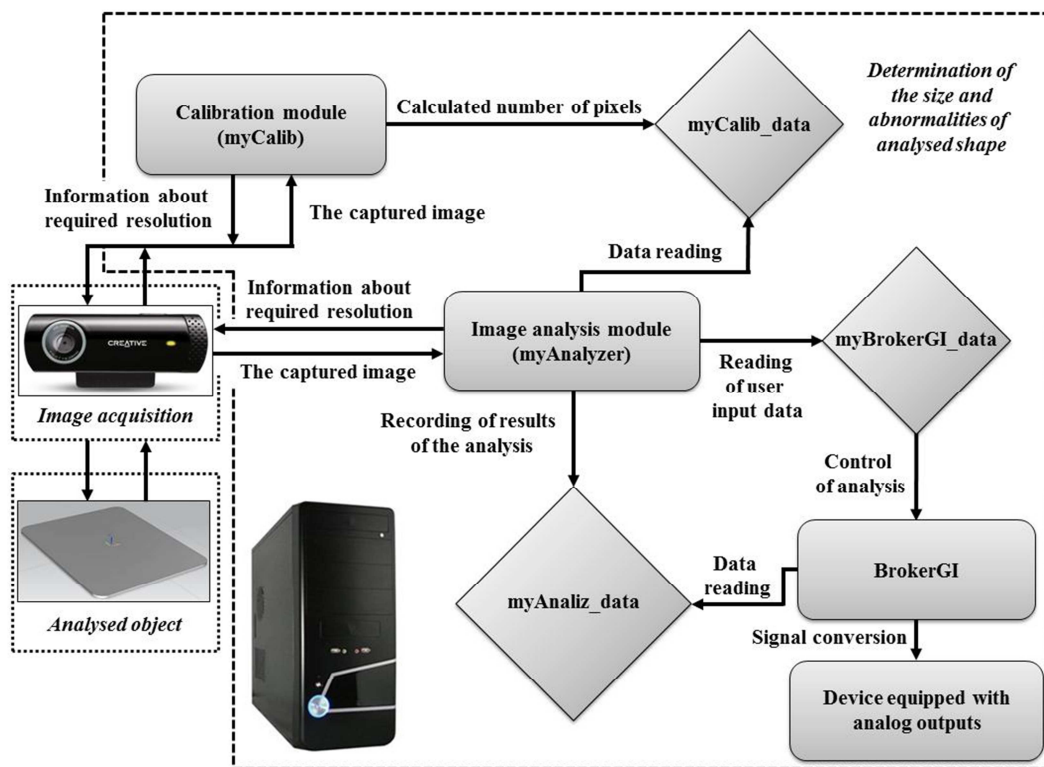 Determination of
the size and
abnormalities of
analysed shape
Calibration module
(myCalib)
Calculated number of pixels
myCalib_data
Information about
required resolution
The captured image
Data reading
Information about
required resolution
Image analysis module
(myAnalyzer)
myBrokerGI_data
CREATIVE
The captured image
Reading
of user
input data
Image acquisition
Recording of results
of the analysis
Control
of analysis
Analysed object
myAnaliz_data
Data
reading
BrokerGI
Signal conversion
Device equipped with
analog outputs